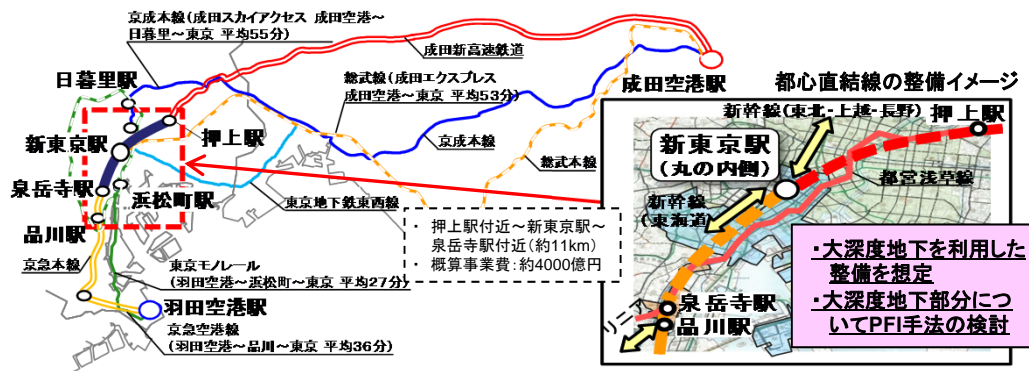 京成本線(成田スカイアクセス 成田空港～
日暮里～東京 平均55分)
日暮里駅
成田新高速鉄道
総武線(成田エクスプレス
成田空港～東京 平均53分)
成田空港駅
新東京駅
押上駅
京成本線
総武本線
泉岳寺駅
浜松町駅
東京地下鉄東西線
品川駅
京急本線
東京モノレール
(羽田空港～浜松町～東京 平均27分)
羽田空港駅
京急空港線
(羽田空港～品川～東京 平均36分)
・ 押上駅付近～新東京駅～
泉岳寺駅付近(約11km)
・ 概算事業費:約4000億円
都心直結線の整備イメージ
新幹線(東北・上越・長野)
押上駅
新東京駅
(丸の内側)
都営浅草線
新幹線
(東海道)
泉岳寺駅
品川駅
リニア
・大深度地下を利用した
整備を想定
・大深度地下部分につ
いてPFI手法の検討